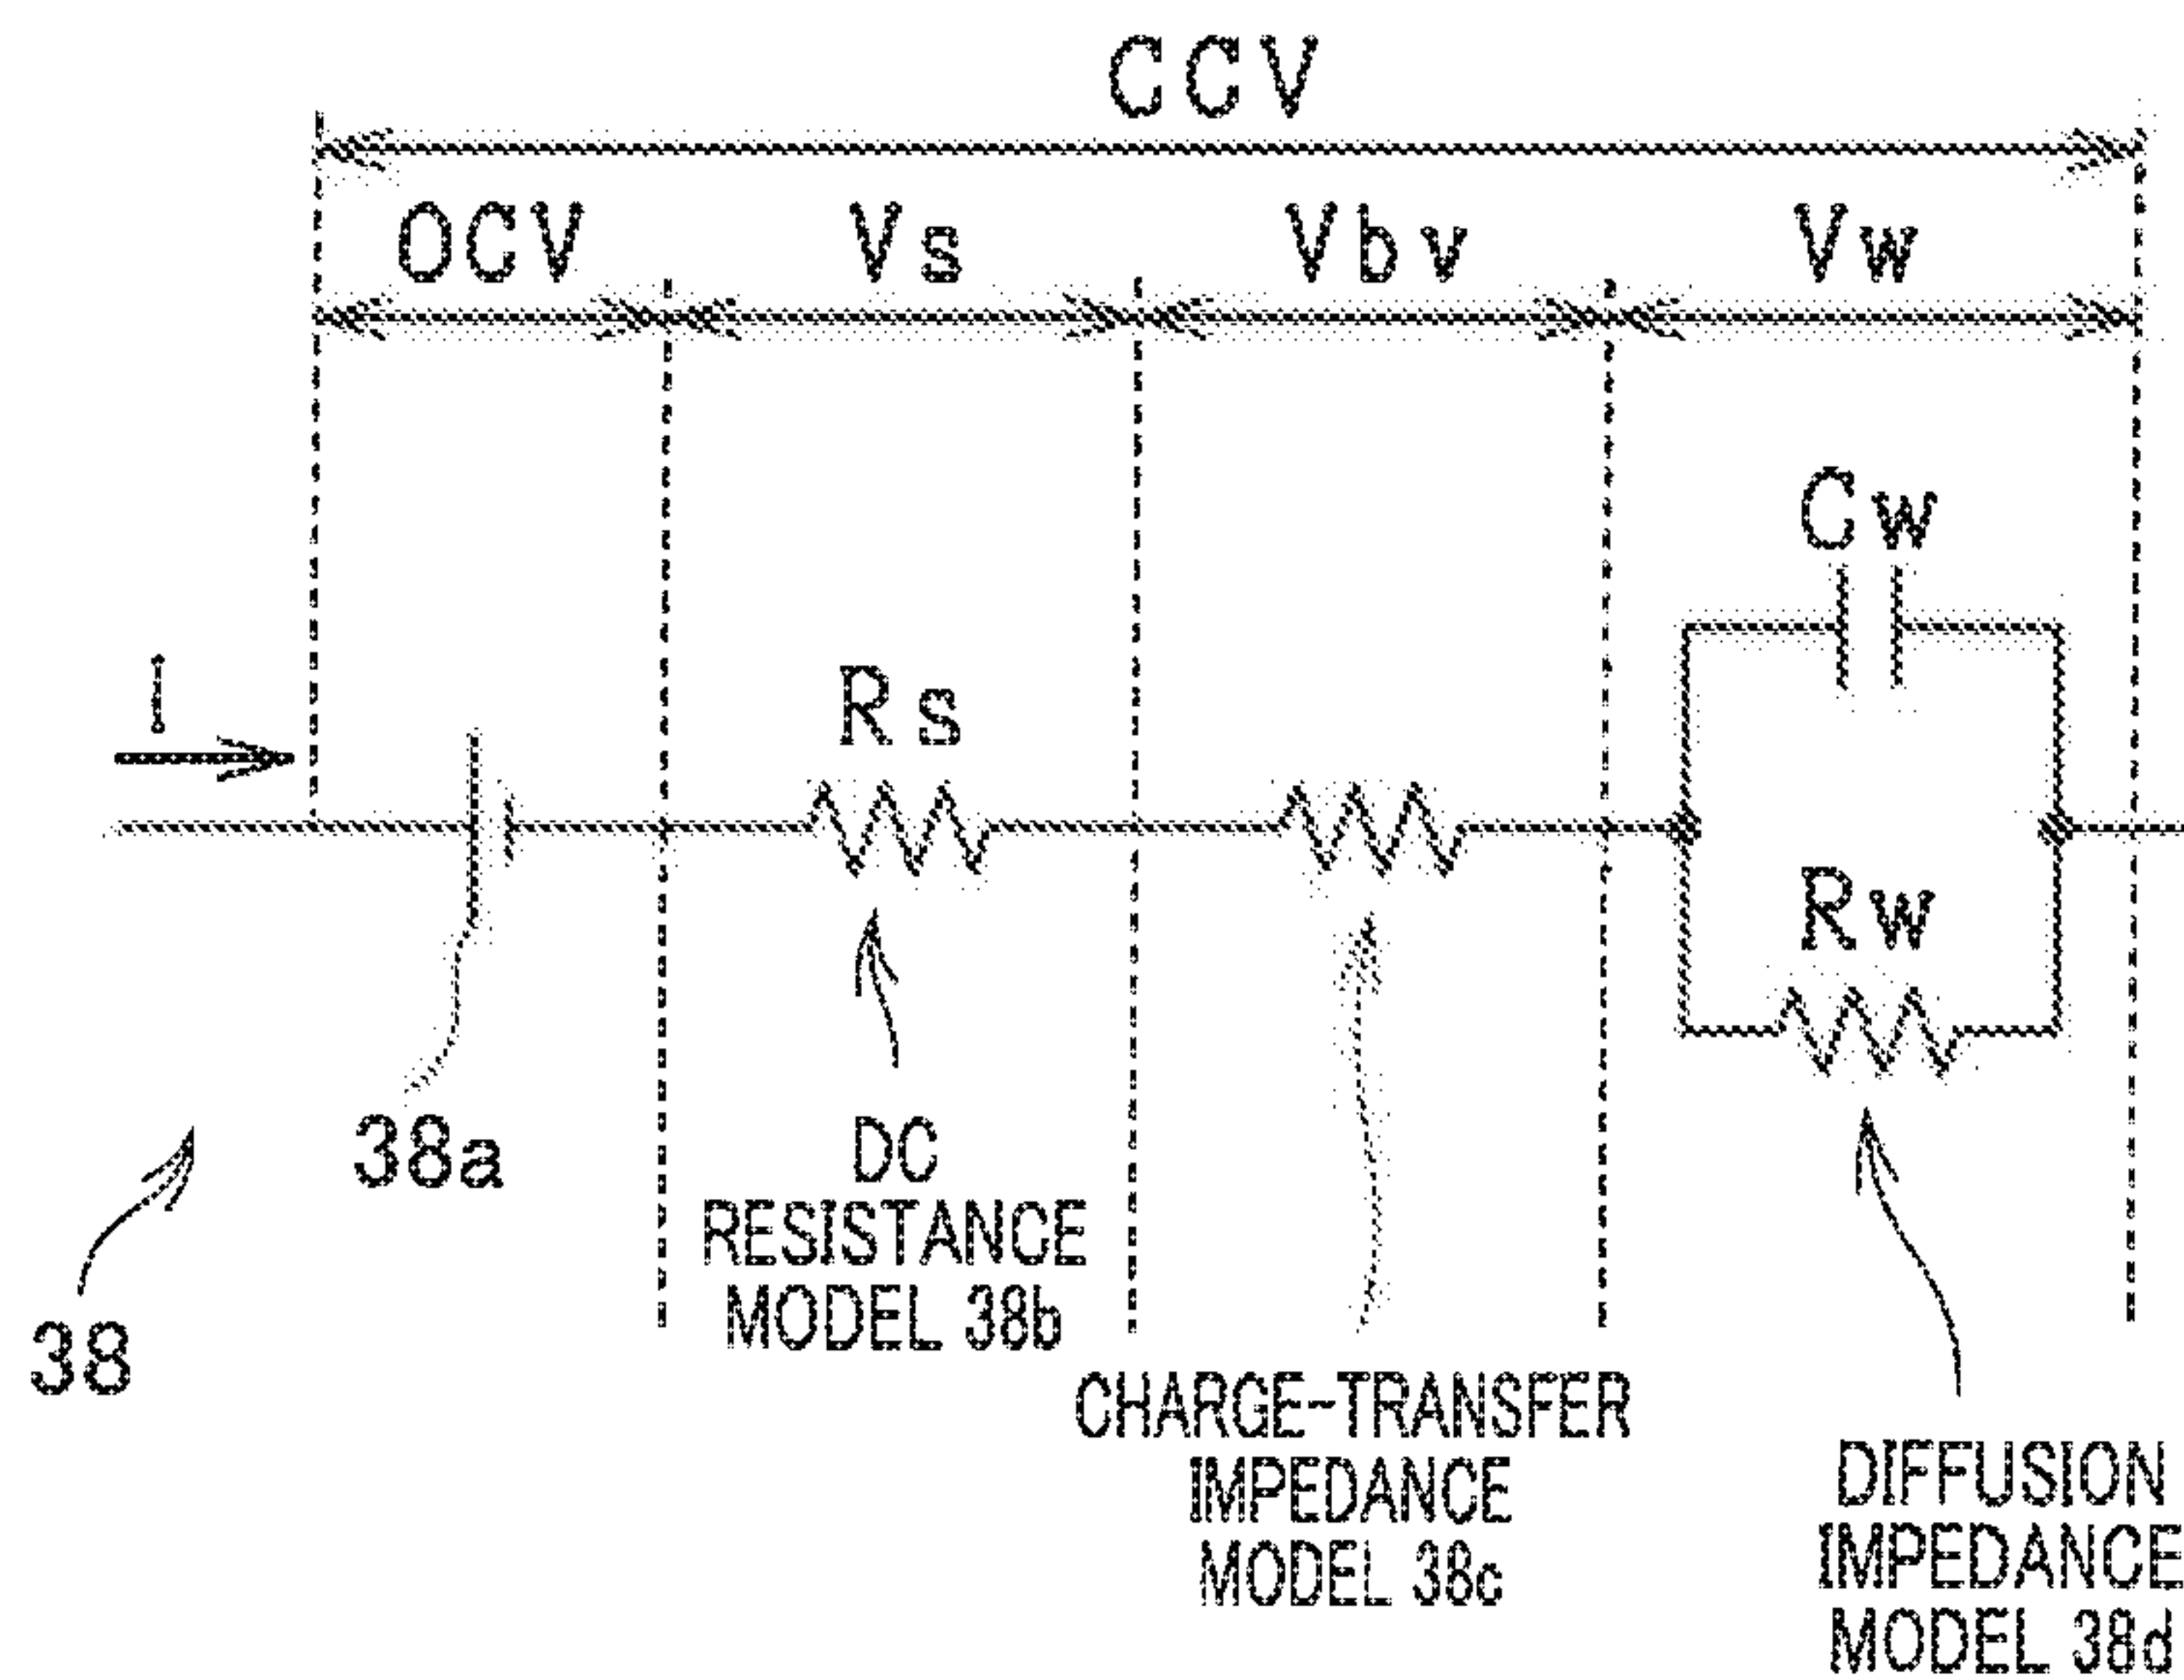 CCV
OCV
Vs
Vbv
Vw
Cw
I
Rs
Rw
38a
38
DC
RESISTANCE
MODEL 38b
CHARGE-TRANSFER
IMPEDANCE
MODEL 38c
DIFFUSION
IMPEDANCE
MODEL 38d